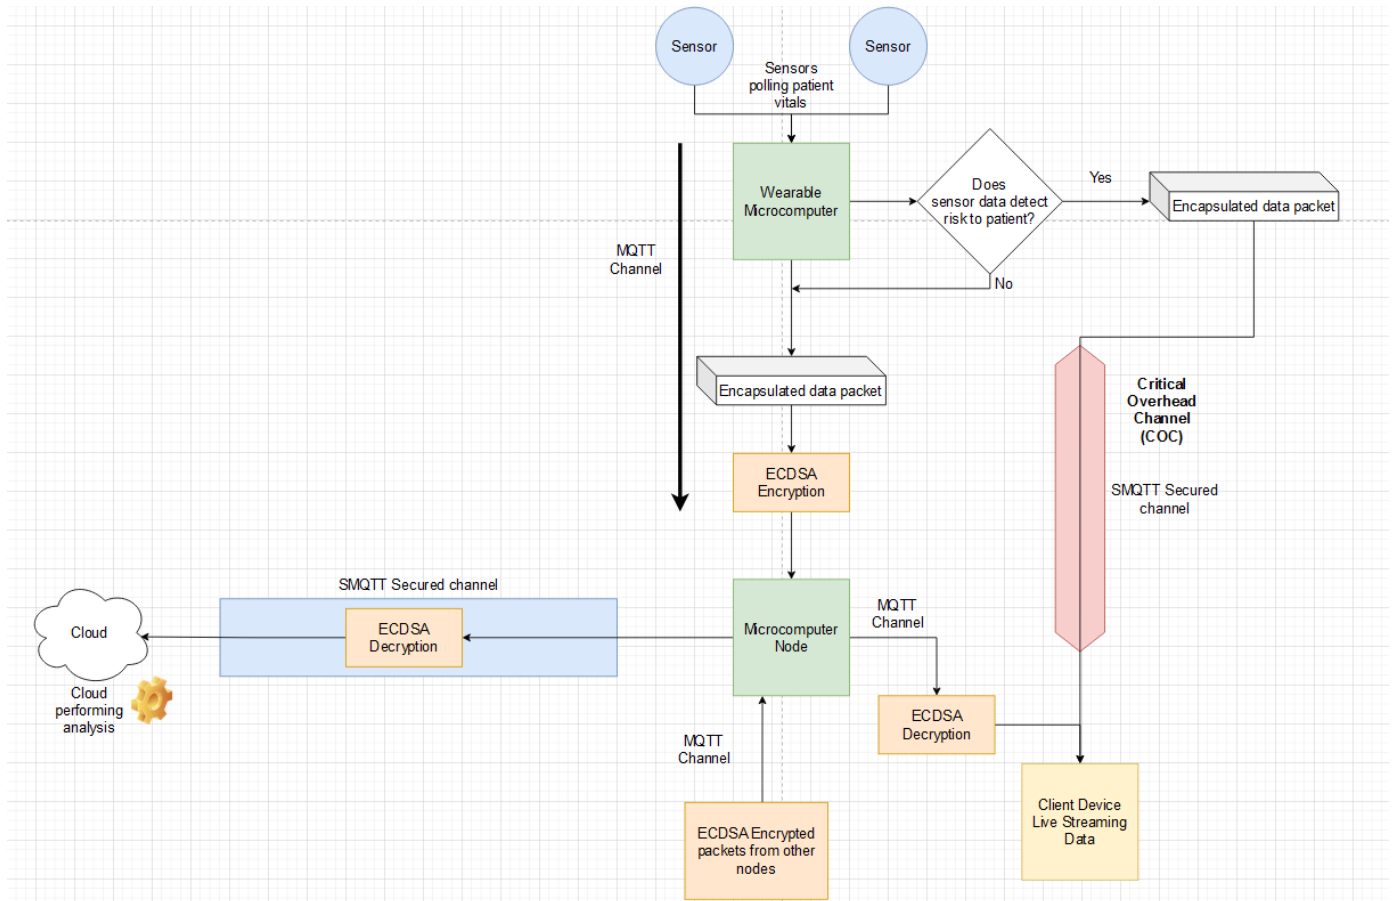 Sensor
Sensor
Sensors
polling patient
vitals
Wearable
Microcomputer
Does
sensor data detect
risk to patient?
Yes
Encapsulated data packet
No
MQTT
Channel
Encapsulated data packet
Critical
Overhead
Channel
(COC)
ECDSA
Encryption
SMQTT Secured
channel
SMQTT Secured channel
Cloud
ECDSA
Decryption
Microcomputer
Node
MQTT
Channel
Cloud
performing
analysis
ECDSA
Decryption
MQTT
Channel
Client Device
Live Streaming
Data
ECDSA Encrypted
packets from other
nodes